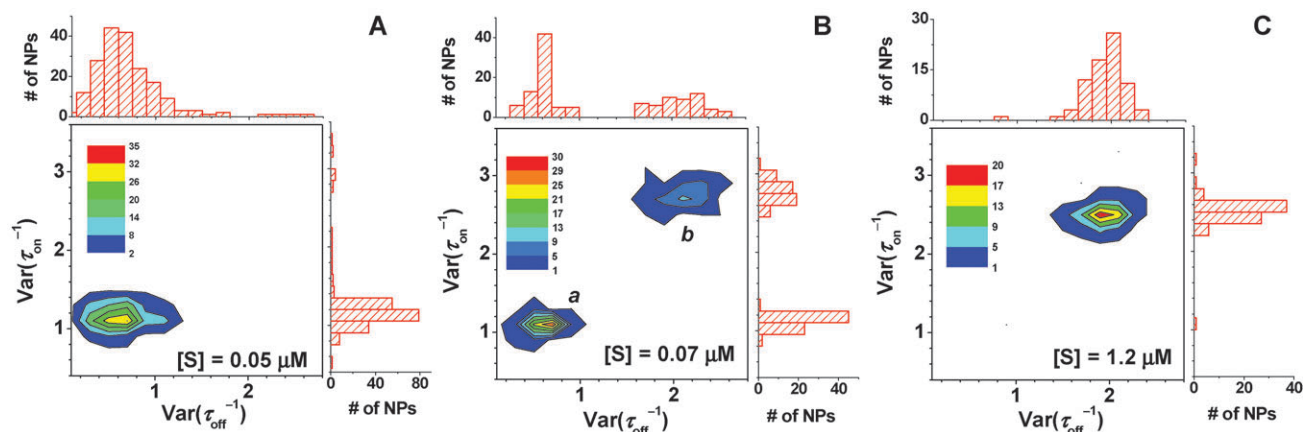 A
# of NPs
40
20
0
Var(τon⁻¹)
3
2
1
35
32
26
20
14
8
2
[S] = 0.05 μM
1
2
Var(τoff⁻¹)
0
40
80
# of NPs
B
# of NPs
40
20
0
Var(τon⁻¹)
3
2
1
30
29
25
21
17
13
9
5
1
b
a
[S] = 0.07 μM
1
2
Var(τoff⁻¹)
0
20
40
# of NPs
C
# of NPs
30
15
0
Var(τon⁻¹)
3
2
1
20
17
13
9
5
1
[S] = 1.2 μM
1
2
Var(τoff⁻¹)
0
20
40
# of NPs